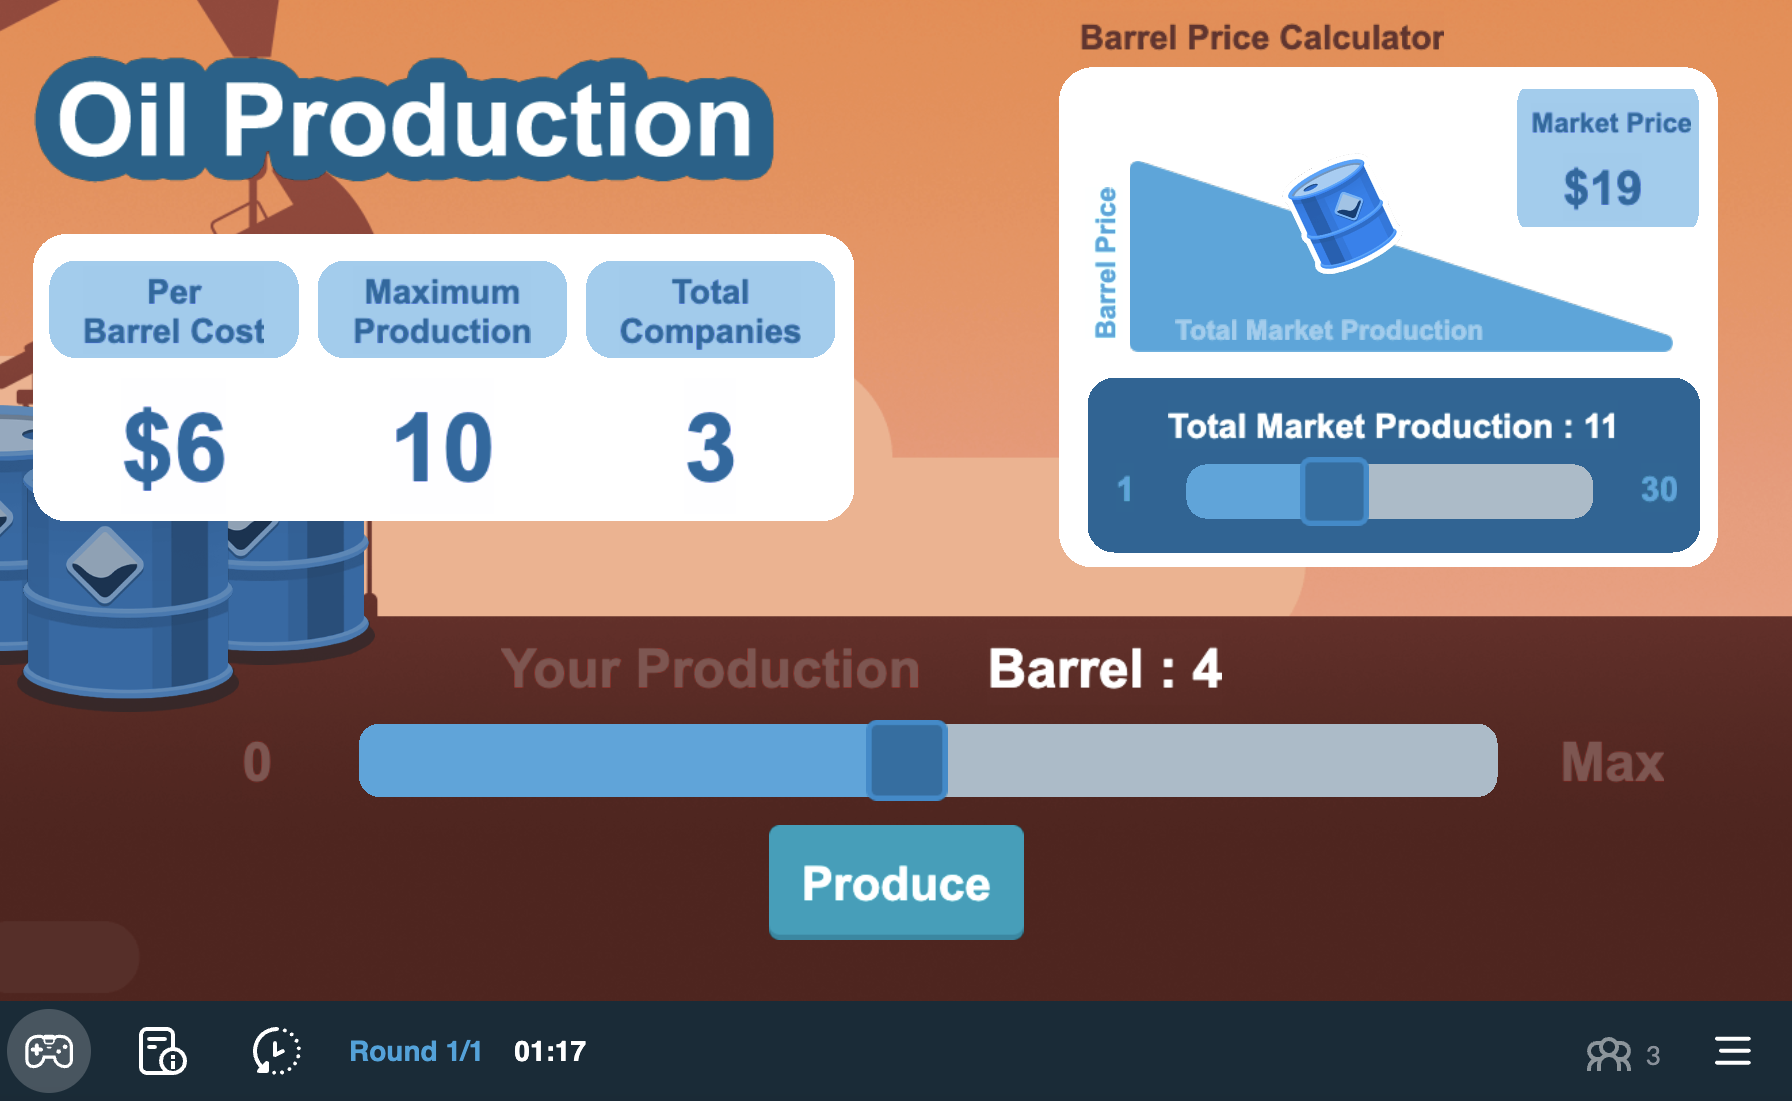 Oil Production
Per
Barrel Cost
$6
Maximum
Production
10
Total
Companies
3
Barrel Price Calculator
Market Price
$19
Barrel Price
Total Market Production
Total Market Production : 11
1
30
Your Production
Barrel : 4
0
Max
Produce
Round 1/1
01:17
3